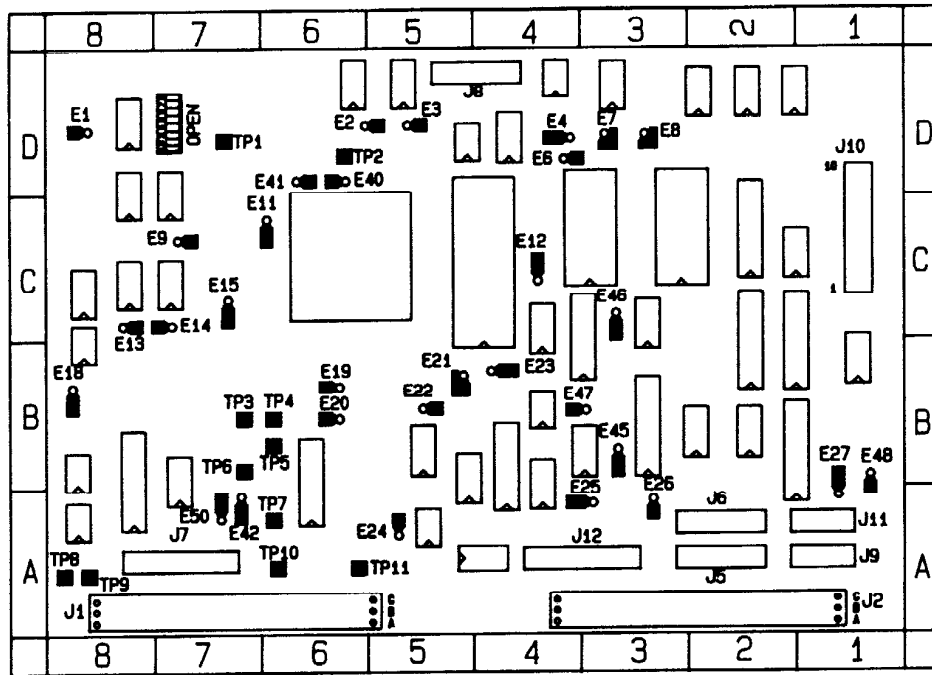 8 7 6 5 4 3 2 1
J8
E1 OPEN E2 E3 E4 E7 E8
D TP1 E6 J10 D
TP2 18
E41 E40
E11
E9 E12
C E15 E46 C
1
E13 E14
E18 E19 E21 E23
E22 E47
B TP3 TP4 E20 B
TP5 E45
TP6 E27 E48
E50 E42 TP7 E24 E25 E26 J6
J7 J12 J11
A TP8 TP10 TP11 J5 J9 A
TP9
J1 C J2 C
B B
A A
8 7 6 5 4 3 2 1